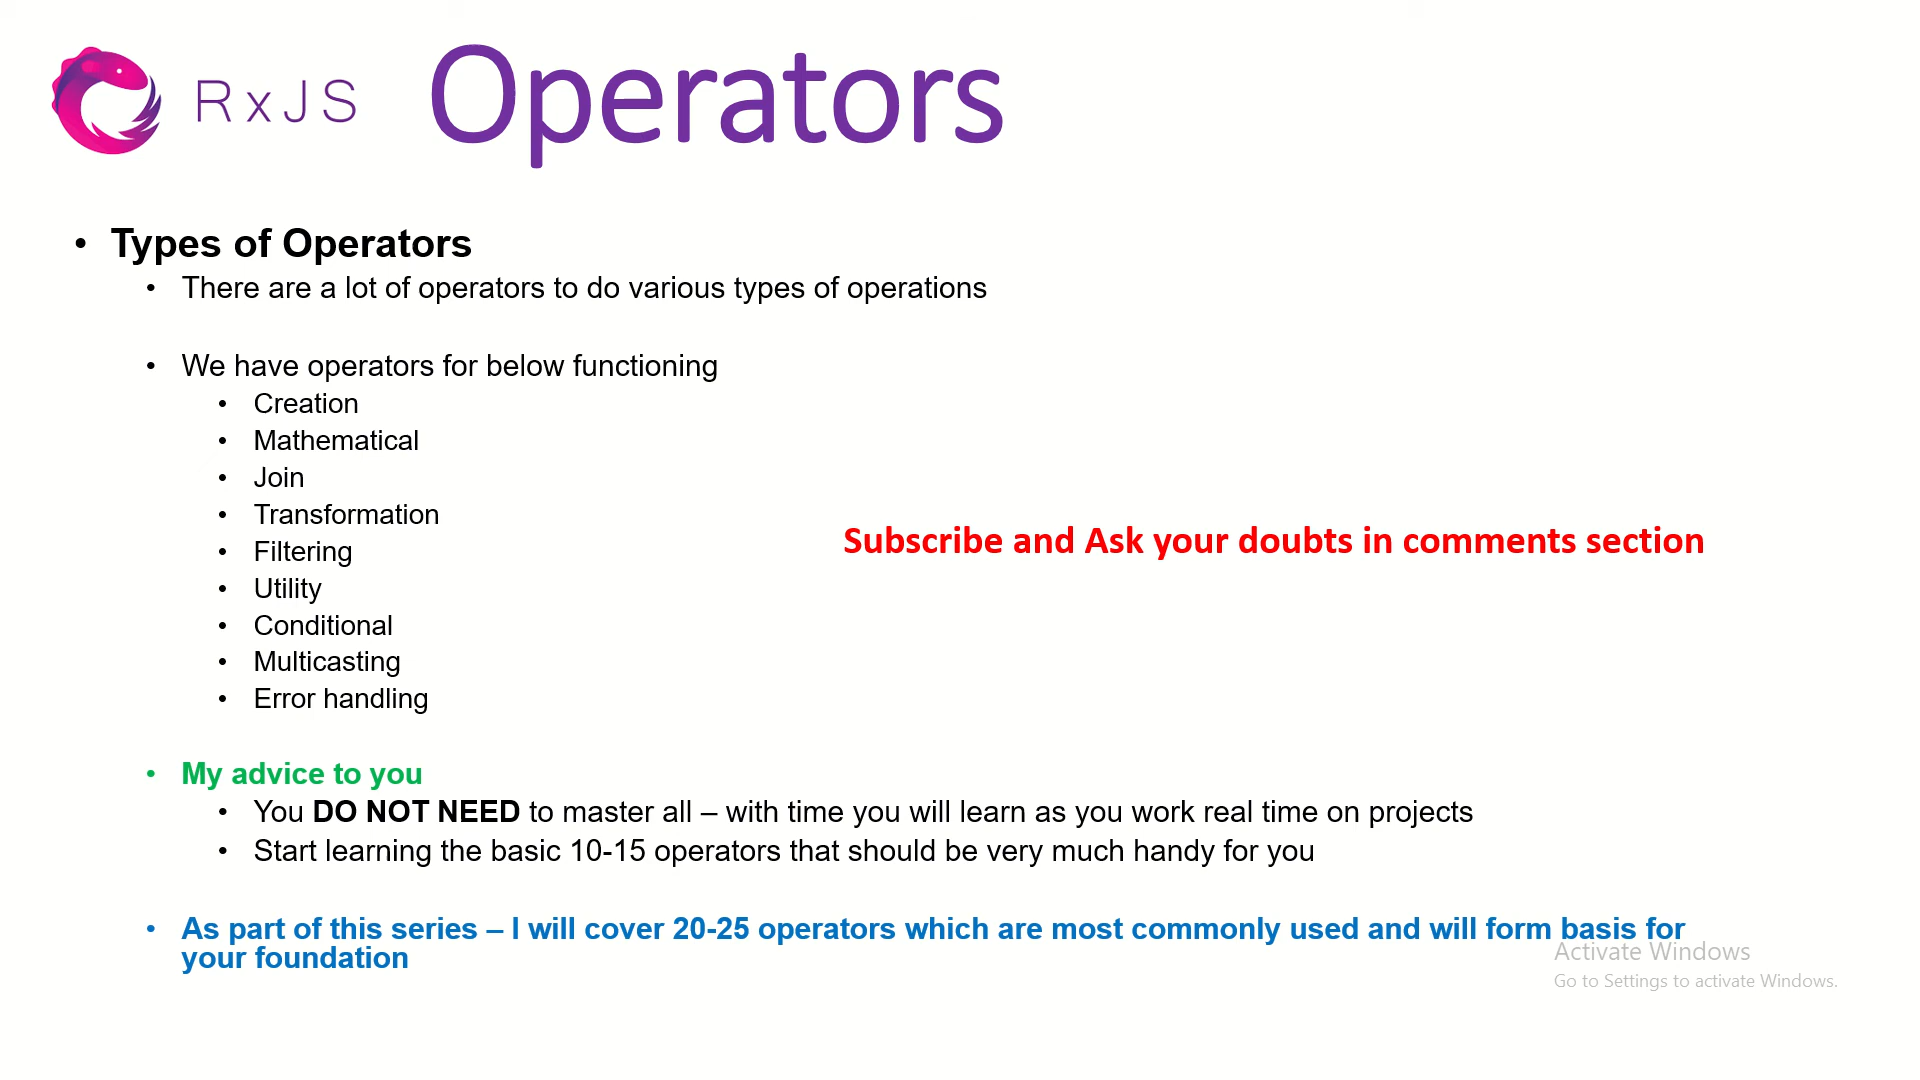 RxJS Operators
• Types of Operators
• There are a lot of operators to do various types of operations
• We have operators for below functioning
• Creation
• Mathematical
• Join
• Transformation
• Filtering
• Utility
• Conditional
• Multicasting
• Error handling
Subscribe and Ask your doubts in comments section
• My advice to you
• You DO NOT NEED to master all – with time you will learn as you work real time on projects
• Start learning the basic 10-15 operators that should be very much handy for you
• As part of this series – I will cover 20-25 operators which are most commonly used and will form basis for
your foundation
Activate Windows
Go to Settings to activate Windows.